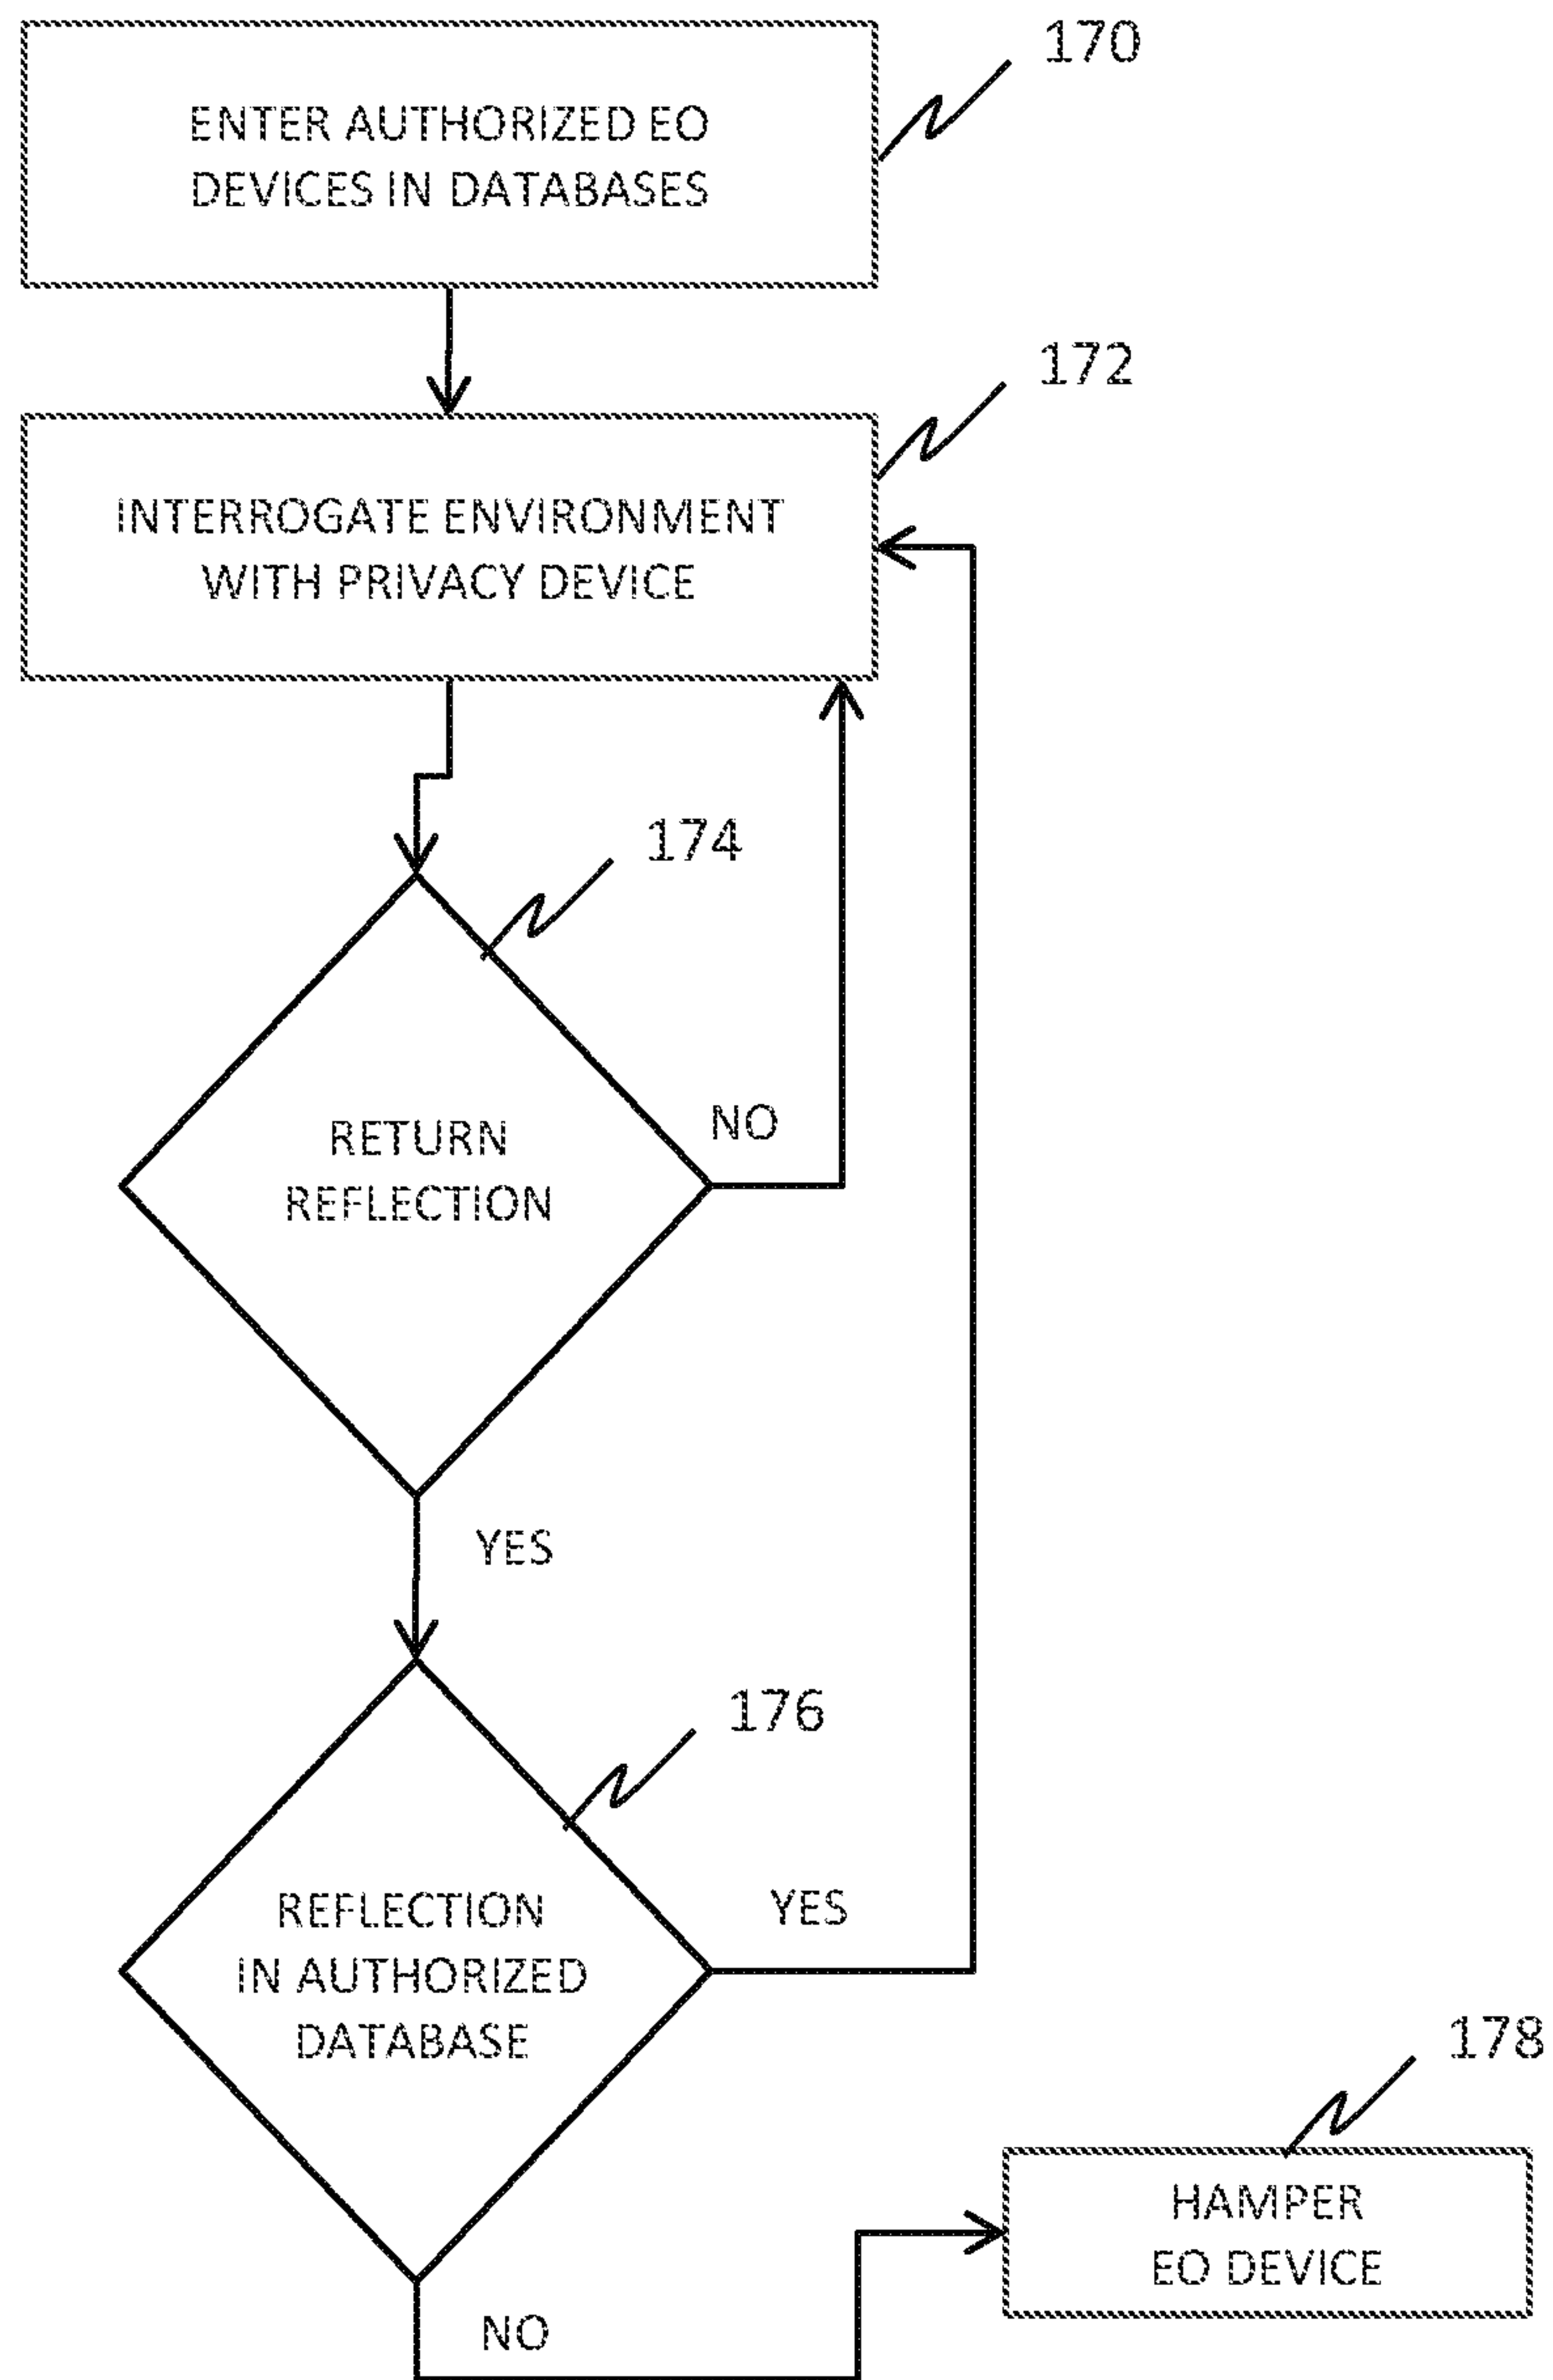 170
ENTER AUTHORIZED EO
DEVICES IN DATABASES
172
INTERROGATE ENVIRONMENT
WITH PRIVACY DEVICE
174
RETURN
REFLECTION
NO
YES
176
REFLECTION
IN AUTHORIZED
DATABASE
YES
178
HAMPER
EO DEVICE
NO